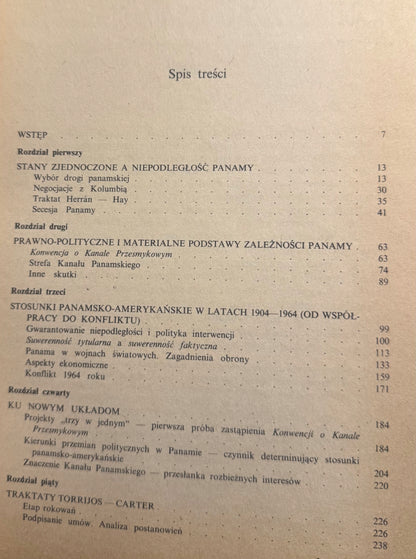 Spis treści
WSTĘP . . . . . . . . . . 7
Rozdział pierwszy
STANY ZJEDNOCZONE A NIEPODLEGŁOŚĆ PANAMY . . . . 13
Wybór drogi panamskiej . . . . . . . . 13
Negocjacje z Kolumbią . . . . . . . . 30
Traktat Herrán — Hay . . . . . . . . 35
Secesja Panamy . . . . . . . . 41
Rozdział drugi
PRAWNO-POLITYCZNE I MATERIALNE PODSTAWY ZALEŻNOŚCI PANAMY . 63
Konwencja o Kanale Przesmykowym . . . . . . . 63
Strefa Kanału Panamskiego . . . . . . . 74
Inne skutki . . . . . . . . 89
Rozdział trzeci
STOSUNKI PANAMSKO-AMERYKAŃSKIE W LATACH 1904—1964 (OD WSPÓŁ-
PRACY DO KONFLIKTU) . . . . . . . . 99
Gwarantowanie niepodległości i polityka interwencji . . . . 100
Suwerenność tytularna a suwerenność faktyczna . . . . . 113
Panama w wojnach światowych. Zagadnienia obrony . . . . 133
Aspekty ekonomiczne . . . . . . . . 159
Konflikt 1964 roku . . . . . . . . 171
Rozdział czwarty
KU NOWYM UKŁADOM . . . . . . . . 184
Projekty „trzy w jednym” — pierwsza próba zastąpienia Konwencji o Kanale
Przesmykowym . . . . . . . . 184
Kierunki przemian politycznych w Panamie — czynnik determinujący stosunki
panamsko-amerykańskie . . . . . . . . 204
Znaczenie Kanału Panamskiego — przesłanka rozbieżnych interesów . . 220
Rozdział piąty
TRAKTATY TORRIJOS — CARTER . . . . . . . 226
Etap rokowań . . . . . . . . 226
Podpisanie umów. Analiza postanowień . . . . . . 238